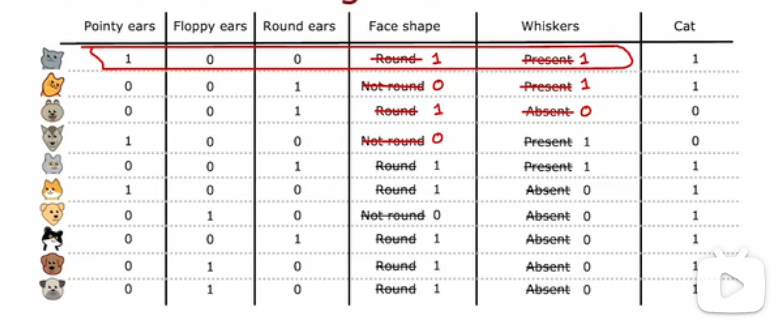 Pointy ears Floppy ears Round ears Face shape Whiskers Cat
1 0 0 Round 1 Present 1 1
0 0 1 Not round 0 Present 1 1
0 0 1 Round 1 Absent 0 0
1 0 0 Not round 0 Present 1 0
0 0 1 Round 1 Present 1 1
1 0 0 Round 1 Absent 0 1
0 1 0 Not round 0 Absent 0 1
0 0 1 Round 1 Absent 0 1
0 1 0 Round 1 Absent 0 1
0 1 0 Round 1 Absent 0 1